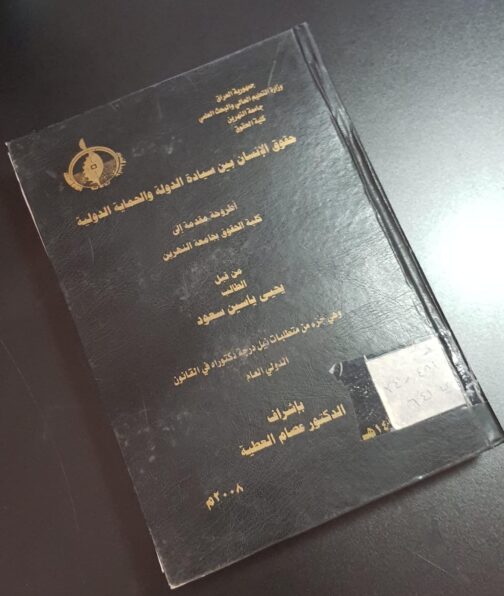 جمهورية العراق
وزارة التعليم العالي والبحث العلمي
جامعة النهرين
كلية الحقوق
حقوق الإنسان بين سيادة الدولة والحماية الدولية
أطروحة مقدمة إلى
كلية الحقوق بجامعة النهرين
من قبل
الطالب
يحيى ياسين سعود
وهي جزء من متطلبات نيل درجة دكتوراه في القانون
الدولي العام
بإشراف
الدكتور عصام العطية
٢٠٠٨م